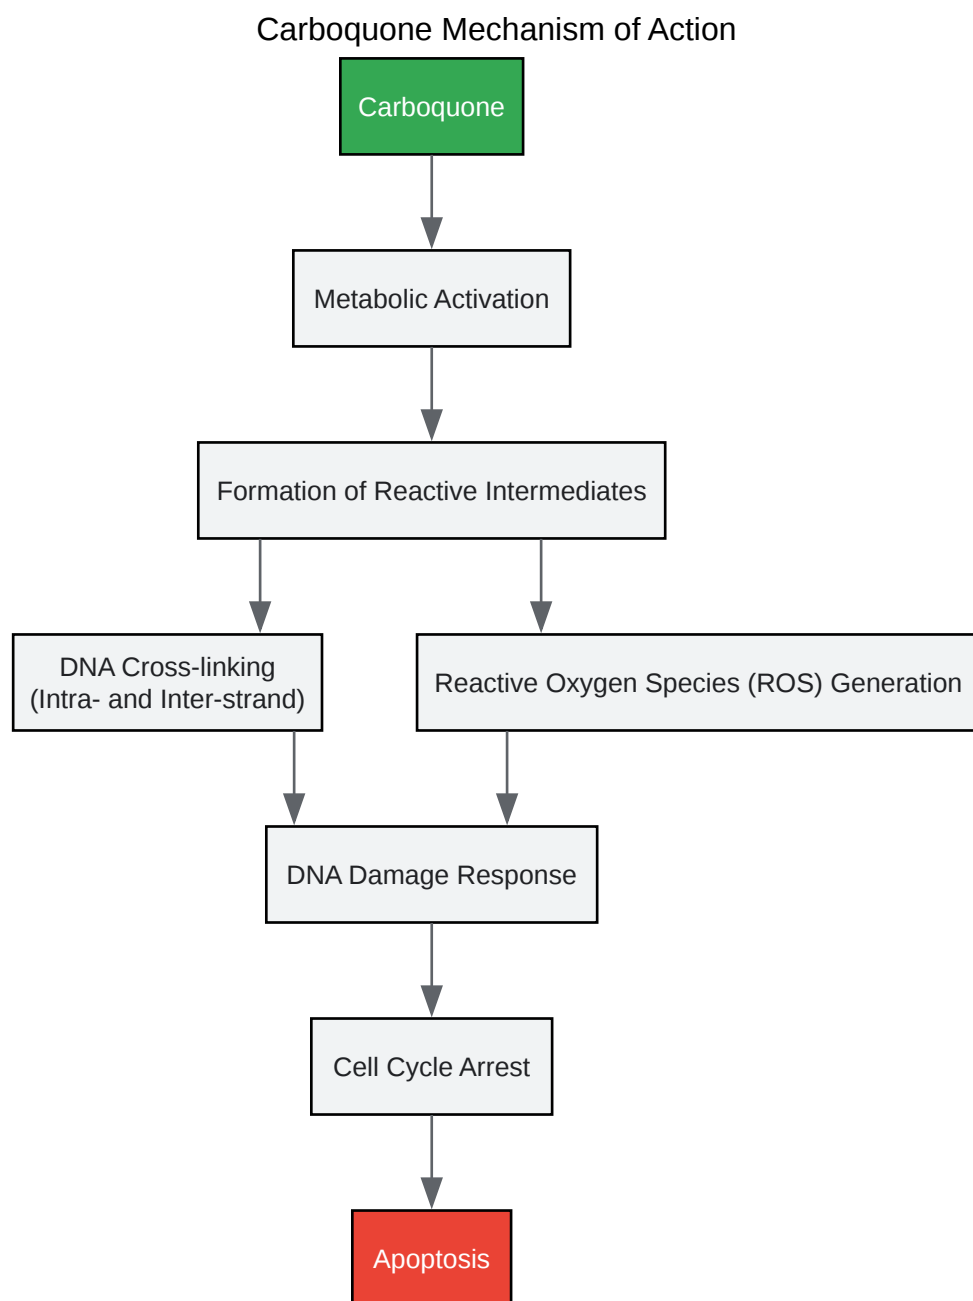 Carboquone Mechanism of Action
Carboquone
Metabolic Activation
Formation of Reactive Intermediates
DNA Cross-linking
(Intra- and Inter-strand)
Reactive Oxygen Species (ROS) Generation
DNA Damage Response
Cell Cycle Arrest
Apoptosis